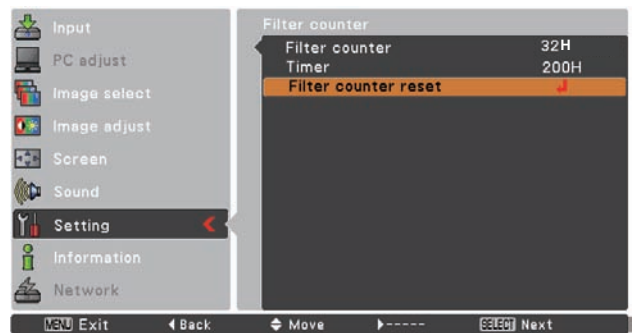 Input
PC adjust
Image select
Image adjust
Screen
Sound
Setting
Information
Network
Filter counter
Filter counter 32H
Timer 200H
Filter counter reset
MENU Exit Back Move ----- SELECT Next